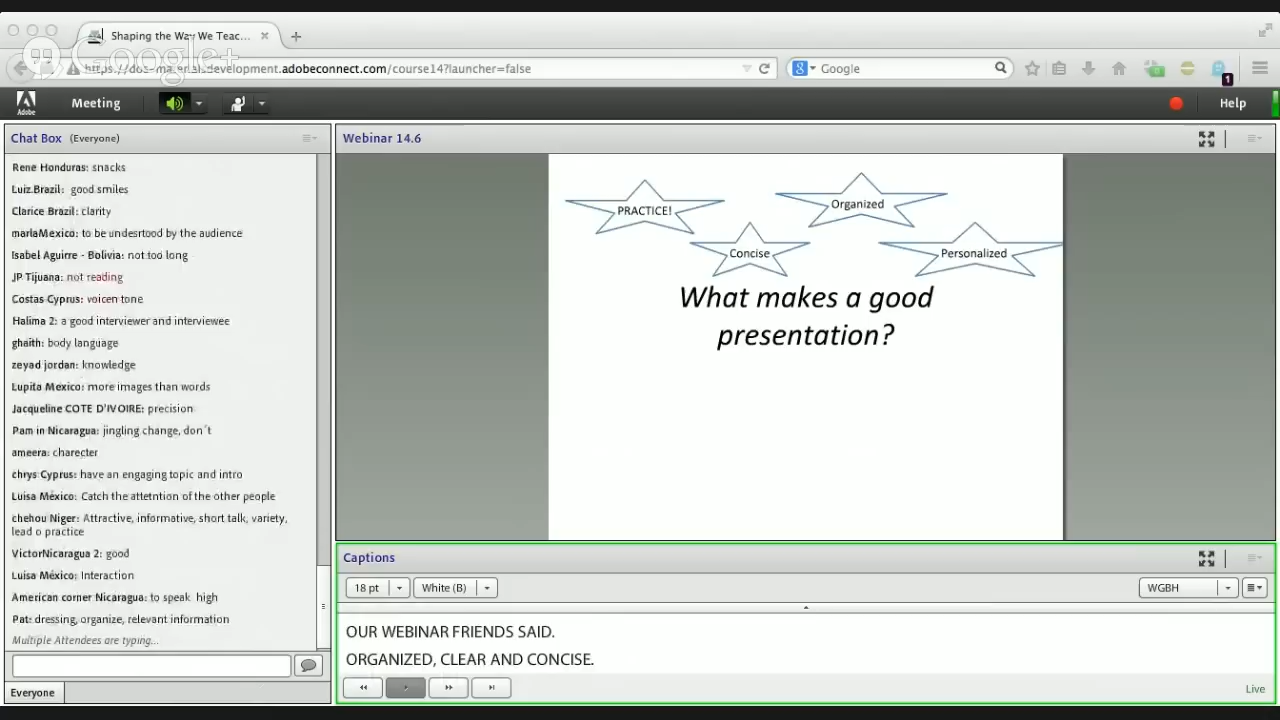 Shaping the Way We Teac...
Google+
adobeconnect.com/course14?launcher=false
Google
1
Adobe
Meeting
Help
Chat Box (Everyone)
Rene Honduras: snacks
Luiz Brazil: good smiles
Clarice Brazil: clarity
marlaMexico: to be undesrtood by the audience
Isabel Aguirre - Bolivia: not too long
JP Tijuana: not reading
Costas Cyprus: voicen tone
Halima 2: a good interviewer and interviewee
ghaith: body language
zeyad jordan: knowledge
Lupita Mexico: more images than words
Jacqueline COTE D'IVOIRE: precision
Pam in Nicaragua: jingling change, don´t
ameera: charecter
chrys Cyprus: have an engaging topic and intro
Luisa México: Catch the attetntion of the other people
chehou Niger: Attractive, informative, short talk, variety,
lead o practice
VictorNicaragua 2: good
Luisa México: Interaction
American corner Nicaragua: to speak high
Pat: dressing, organize, relevant information
Multiple Attendees are typing...
Everyone
Webinar 14.6
PRACTICE!
Organized
Concise
Personalized
What makes a good
presentation?
Captions
18 pt
White (B)
WGBH
OUR WEBINAR FRIENDS SAID.
ORGANIZED, CLEAR AND CONCISE.
Live